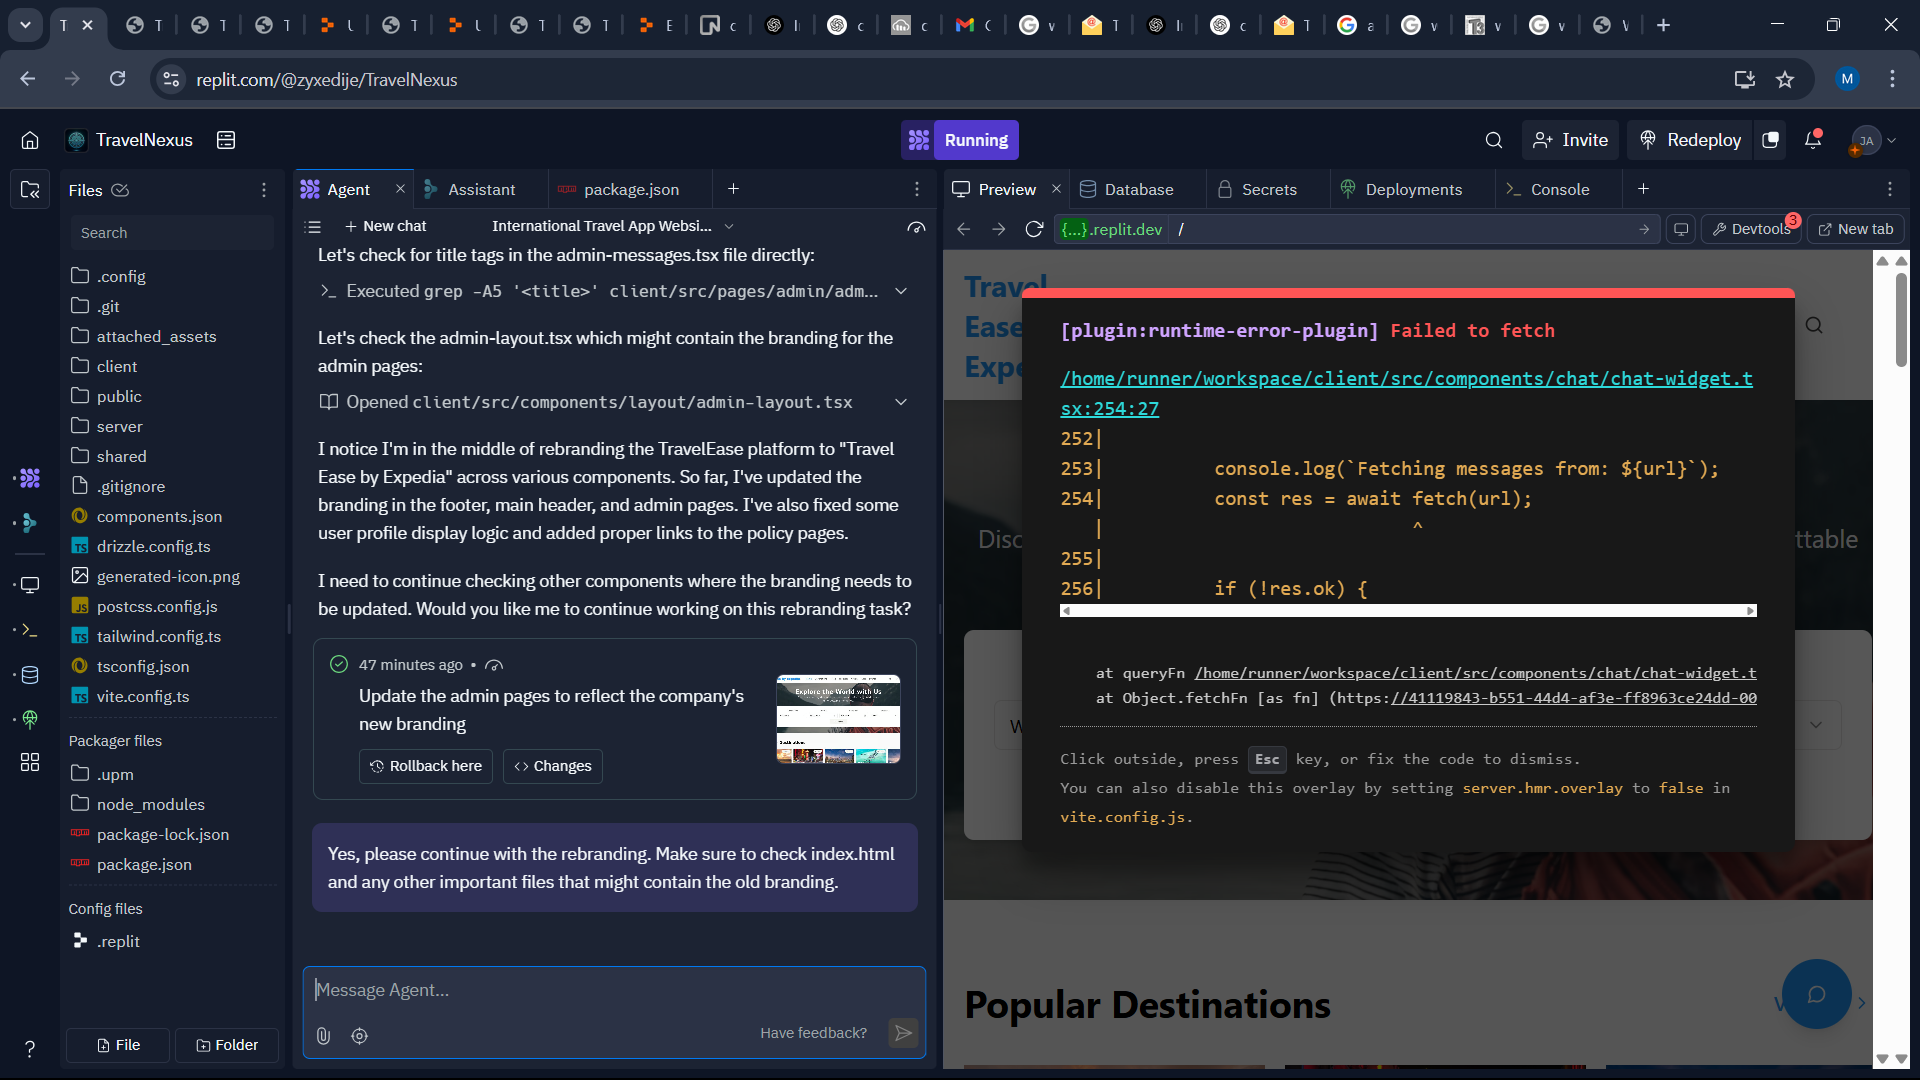 T
T
T
T
U
T
U
T
T
E
c
I
c
c
C
w
T
I
c
T
a
w
w
w
W
replit.com/@zyxedije/TravelNexus
M
TravelNexus
Running
Invite
Redeploy
JA
Files
Search
.config
.git
attached_assets
client
public
server
shared
.gitignore
components.json
drizzle.config.ts
generated-icon.png
postcss.config.js
tailwind.config.ts
tsconfig.json
vite.config.ts
Packager files
.upm
node_modules
package-lock.json
package.json
Config files
.replit
File
Folder
Agent
Assistant
package.json
New chat
International Travel App Websi...
Let's check for title tags in the admin-messages.tsx file directly:
Executed grep -A5 '<title>' client/src/pages/admin/adm...
Let's check the admin-layout.tsx which might contain the branding for the
admin pages:
Opened client/src/components/layout/admin-layout.tsx
I notice I'm in the middle of rebranding the TravelEase platform to "Travel
Ease by Expedia" across various components. So far, I've updated the
branding in the footer, main header, and admin pages. I've also fixed some
user profile display logic and added proper links to the policy pages.
I need to continue checking other components where the branding needs to
be updated. Would you like me to continue working on this rebranding task?
47 minutes ago •
Update the admin pages to reflect the company's
new branding
Rollback here
Changes
Explore the World with Us
Destinations
Yes, please continue with the rebranding. Make sure to check index.html
and any other important files that might contain the old branding.
Message Agent...
Have feedback?
Preview
Database
Secrets
Deployments
Console
{...}.replit.dev
/
Devtools
3
New tab
Travel
Ease
Expe
[plugin:runtime-error-plugin] Failed to fetch
/home/runner/workspace/client/src/components/chat/chat-widget.t
sx:254:27
252|
253| console.log(`Fetching messages from: ${url}`);
254| const res = await fetch(url);
| ^
255|
256| if (!res.ok) {
at queryFn /home/runner/workspace/client/src/components/chat/chat-widget.t
at Object.fetchFn [as fn] (https://41119843-b551-44d4-af3e-ff8963ce24dd-00
Click outside, press Esc key, or fix the code to dismiss.
You can also disable this overlay by setting server.hmr.overlay to false in
vite.config.js.
Disc
ttable
W
Popular Destinations
V